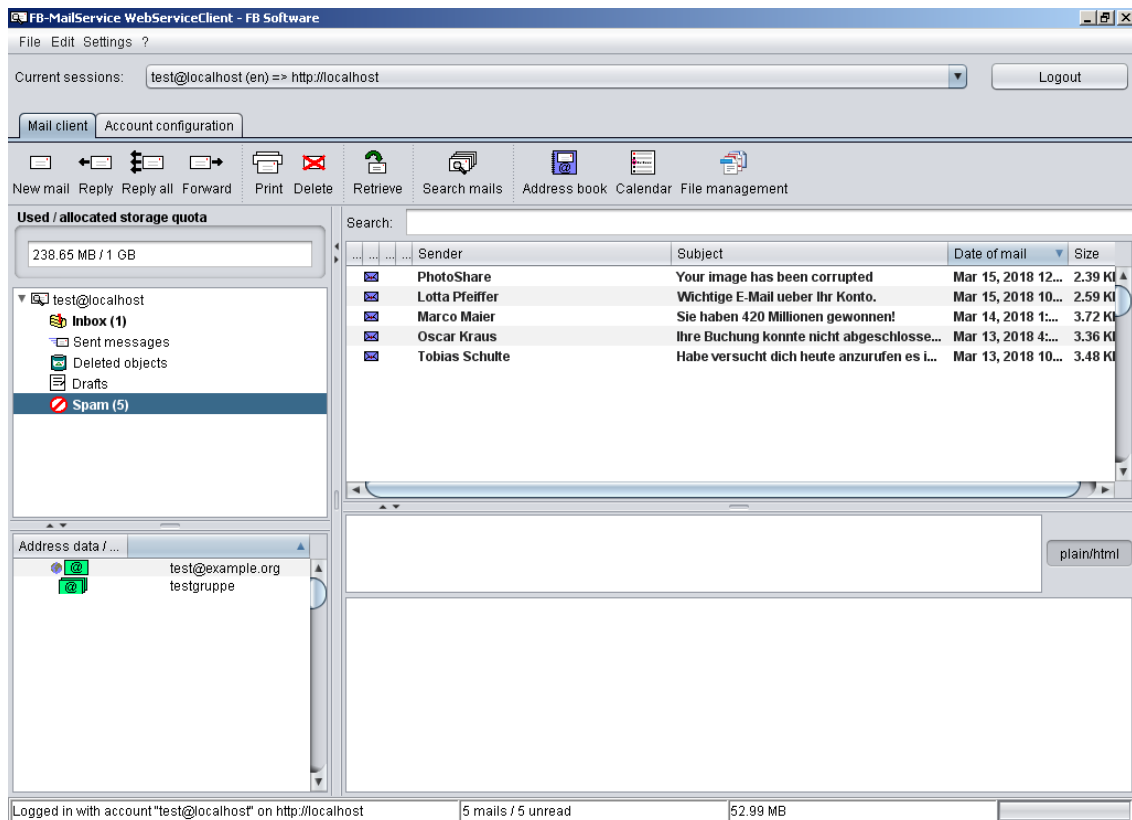 FB-MailService WebServiceClient - FB Software
File Edit Settings ?
Current sessions: test@localhost (en) => http://localhost Logout
Mail client Account configuration
New mail Reply Reply all Forward Print Delete Retrieve Search mails Address book Calendar File management
Used / allocated storage quota
238.65 MB / 1 GB
test@localhost
Inbox (1)
Sent messages
Deleted objects
Drafts
Spam (5)
Address data / ...
@ test@example.org
@ testgruppe
Search:
... ... ... ... Sender Subject Date of mail Size
PhotoShare Your image has been corrupted Mar 15, 2018 12... 2.39 KI
Lotta Pfeiffer Wichtige E-Mail ueber Ihr Konto. Mar 15, 2018 10... 2.59 KI
Marco Maier Sie haben 420 Millionen gewonnen! Mar 14, 2018 1:... 3.72 KI
Oscar Kraus Ihre Buchung konnte nicht abgeschlosse... Mar 13, 2018 4:... 3.36 KI
Tobias Schulte Habe versucht dich heute anzurufen es i... Mar 13, 2018 10... 3.48 KI
plain/html
Logged in with account "test@localhost" on http://localhost 5 mails / 5 unread 52.99 MB